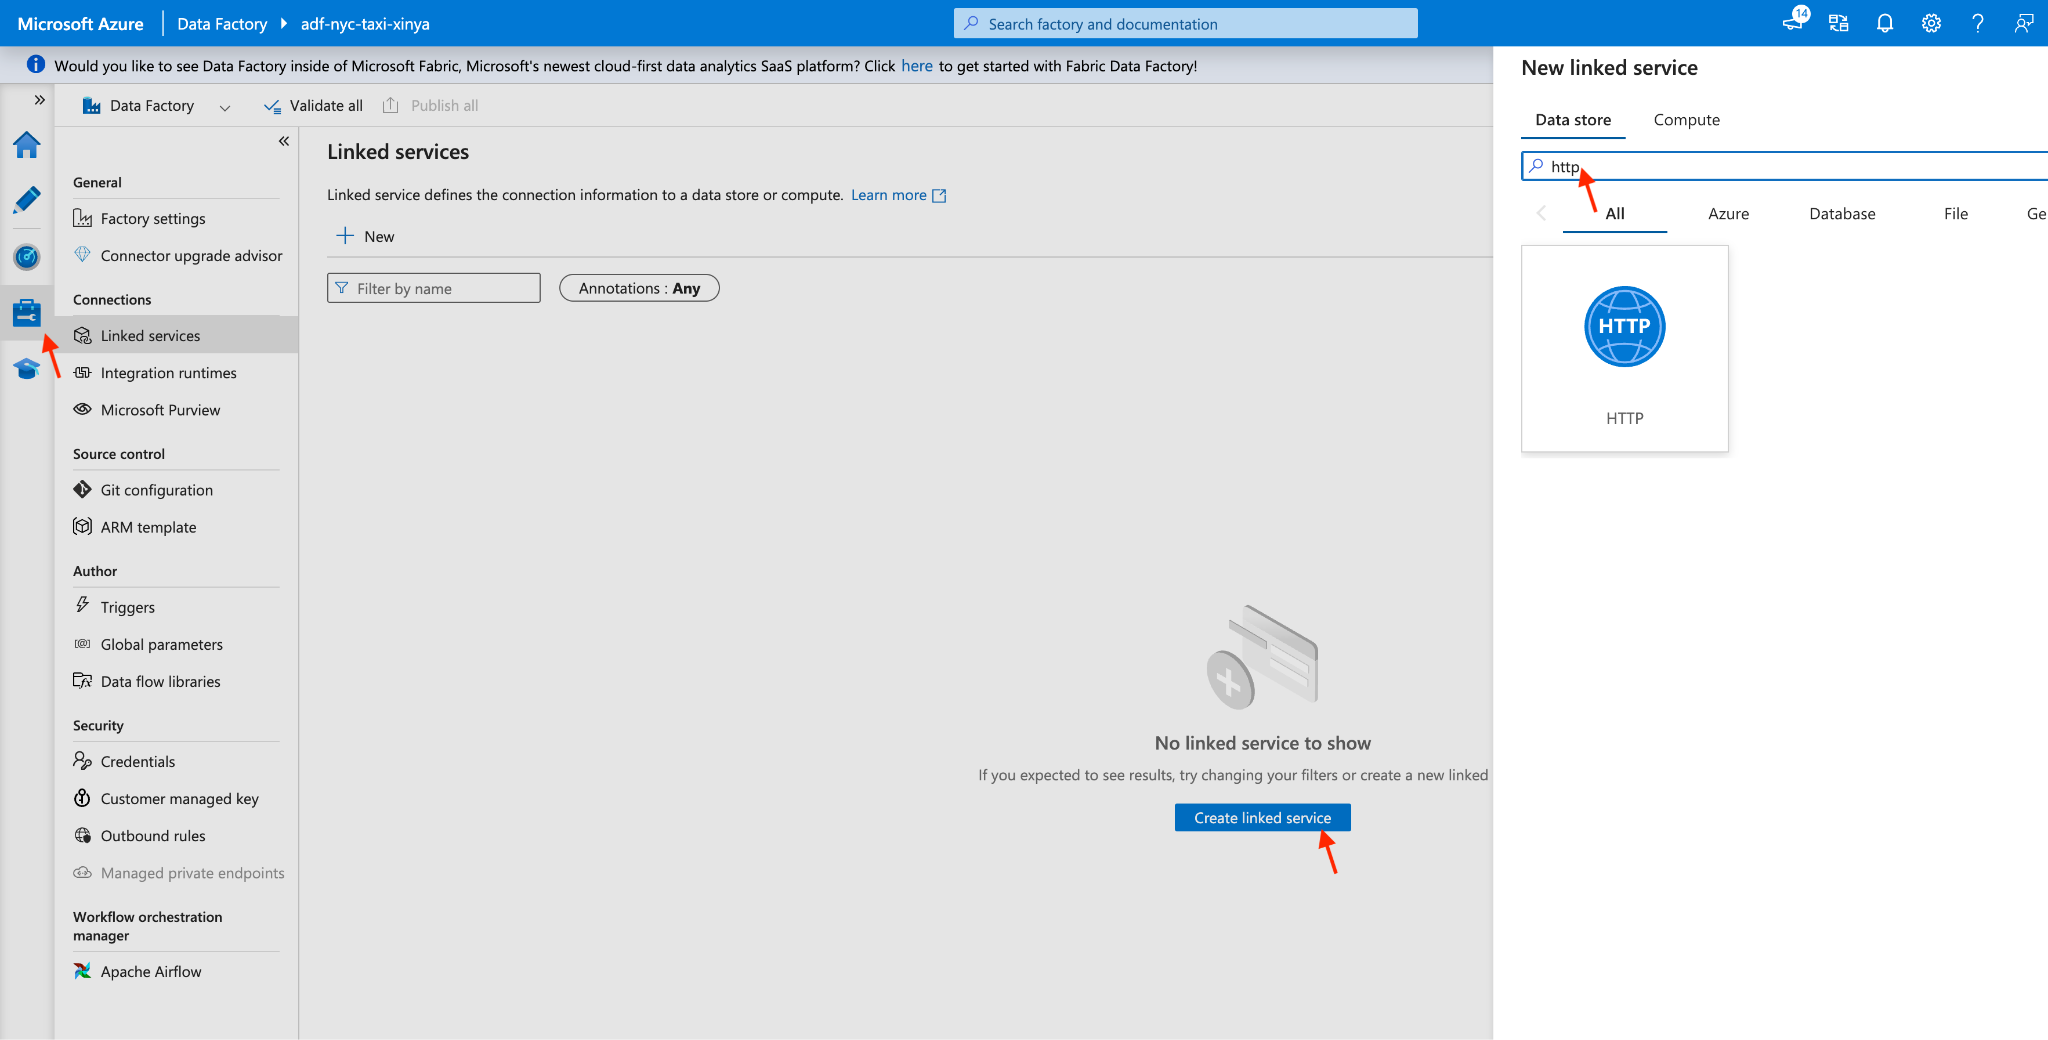 Microsoft Azure
Data Factory
adf-nyc-taxi-xinya
Search factory and documentation
14
Would you like to see Data Factory inside of Microsoft Fabric, Microsoft's newest cloud-first data analytics SaaS platform? Click here to get started with Fabric Data Factory!
Data Factory
Validate all
Publish all
General
Factory settings
Connector upgrade advisor
Connections
Linked services
Integration runtimes
Microsoft Purview
Source control
Git configuration
ARM template
Author
Triggers
Global parameters
Data flow libraries
Security
Credentials
Customer managed key
Outbound rules
Managed private endpoints
Workflow orchestration
manager
Apache Airflow
Linked services
Linked service defines the connection information to a data store or compute. Learn more
New
Filter by name
Annotations : Any
No linked service to show
If you expected to see results, try changing your filters or create a new linked
Create linked service
New linked service
Data store
Compute
http
All
Azure
Database
File
Ge
HTTP
HTTP